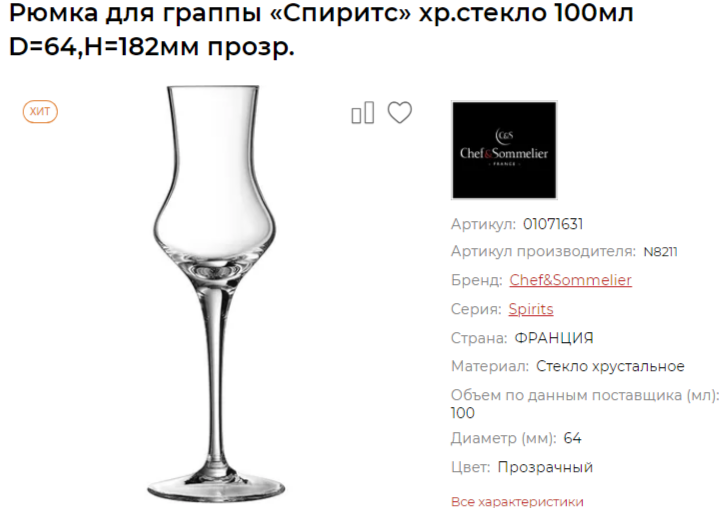 Рюмка для граппы «Спиритс» хр.стекло 100мл
D=64,H=182мм прозр.
ХИТ
C&S
Chef&Sommelier
- FRANCE -
Артикул: 01071631
Артикул производителя: N8211
Бренд: Chef&Sommelier
Серия: Spirits
Страна: ФРАНЦИЯ
Материал: Стекло хрустальное
Объем по данным поставщика (мл):
100
Диаметр (мм): 64
Цвет: Прозрачный
Все характеристики